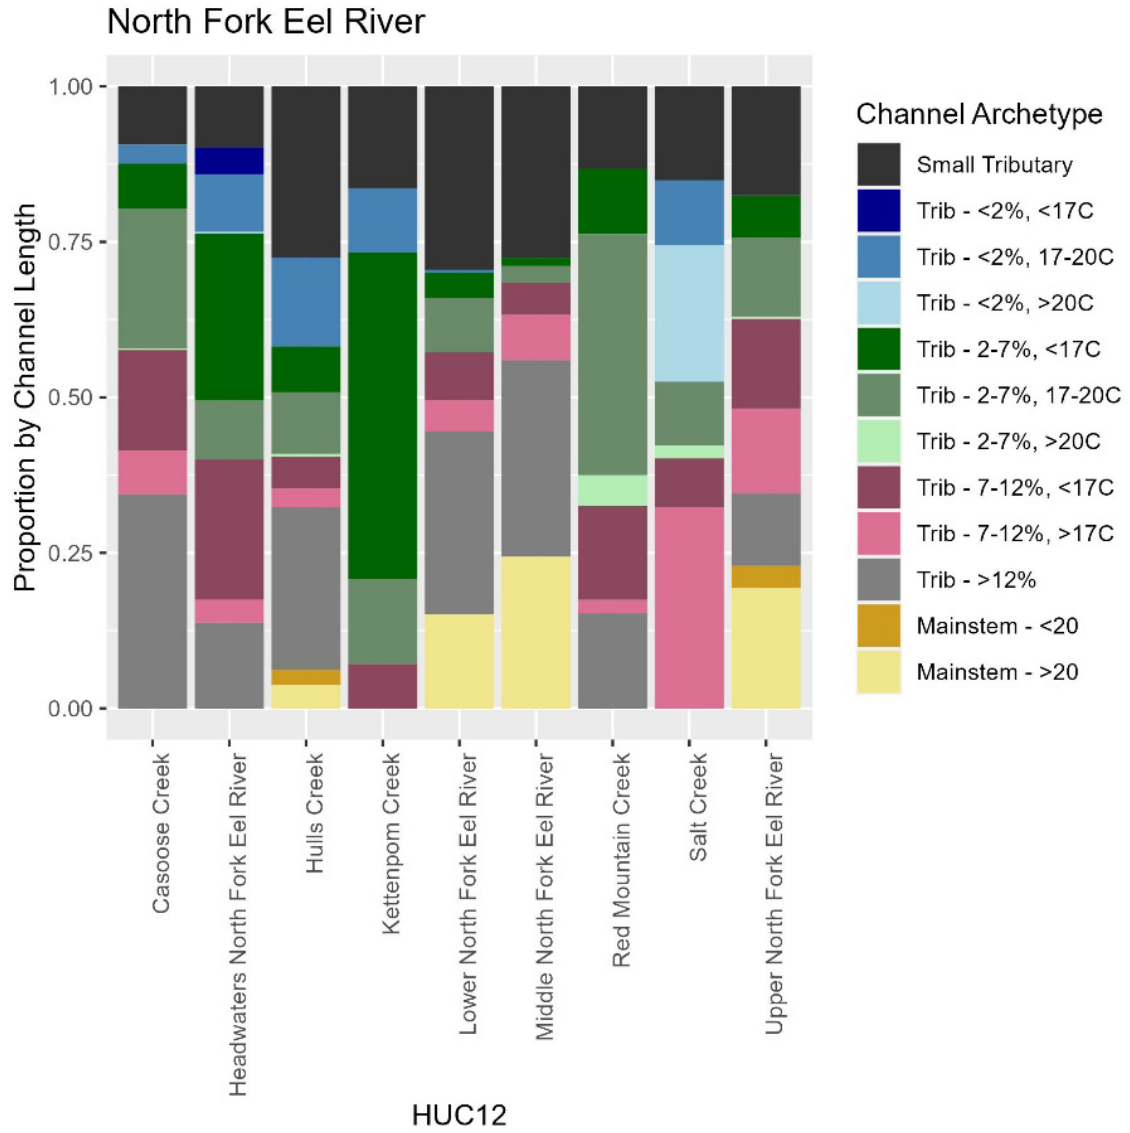 North Fork Eel River
Proportion by Channel Length
1.00
0.75
0.50
0.25
0.00
Casoose Creek
Headwaters North Fork Eel River
Hulls Creek
Kettenpom Creek
Lower North Fork Eel River
Middle North Fork Eel River
Red Mountain Creek
Salt Creek
Upper North Fork Eel River
HUC12
Channel Archetype
Small Tributary
Trib - <2%, <17C
Trib - <2%, 17-20C
Trib - <2%, >20C
Trib - 2-7%, <17C
Trib - 2-7%, 17-20C
Trib - 2-7%, >20C
Trib - 7-12%, <17C
Trib - 7-12%, >17C
Trib - >12%
Mainstem - <20
Mainstem - >20